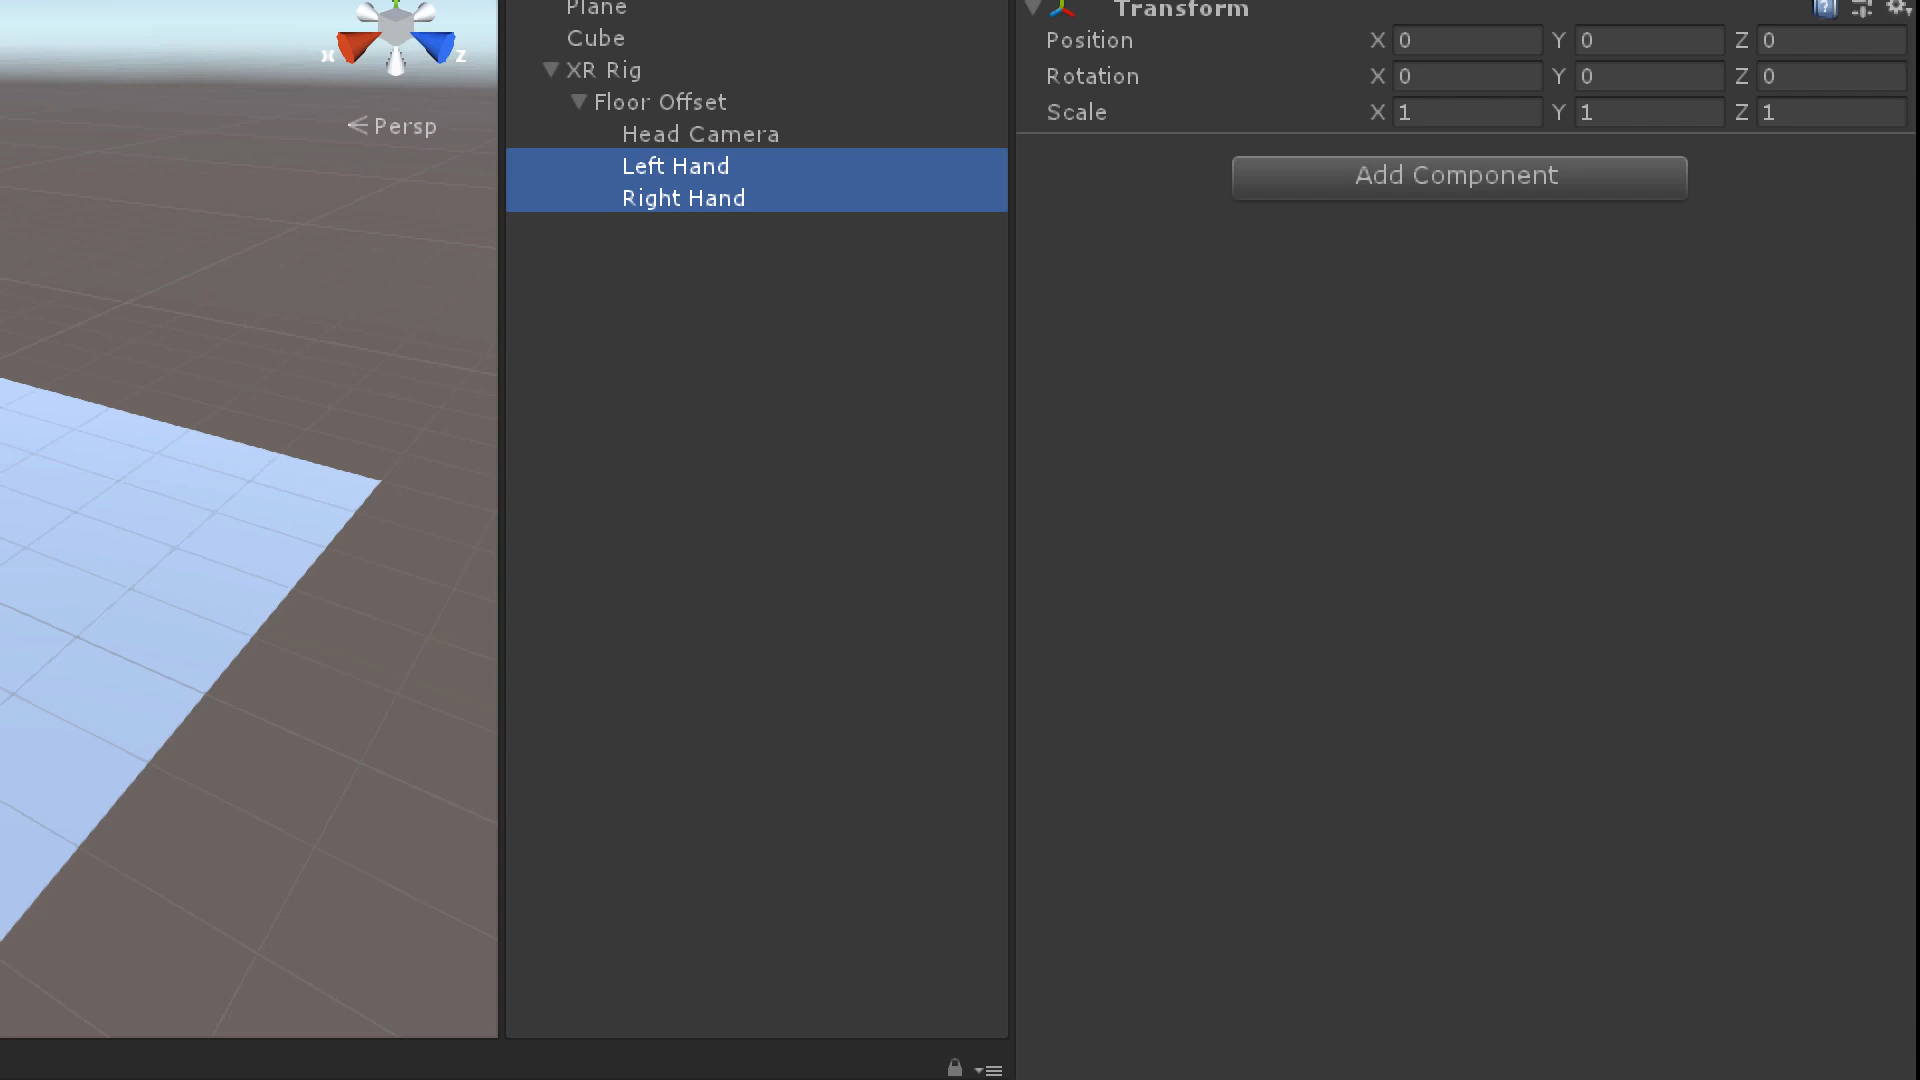 X Z
Persp
Plane
Cube
XR Rig
Floor Offset
Head Camera
Left Hand
Right Hand
Transform
Position X 0 Y 0 Z 0
Rotation X 0 Y 0 Z 0
Scale X 1 Y 1 Z 1
Add Component